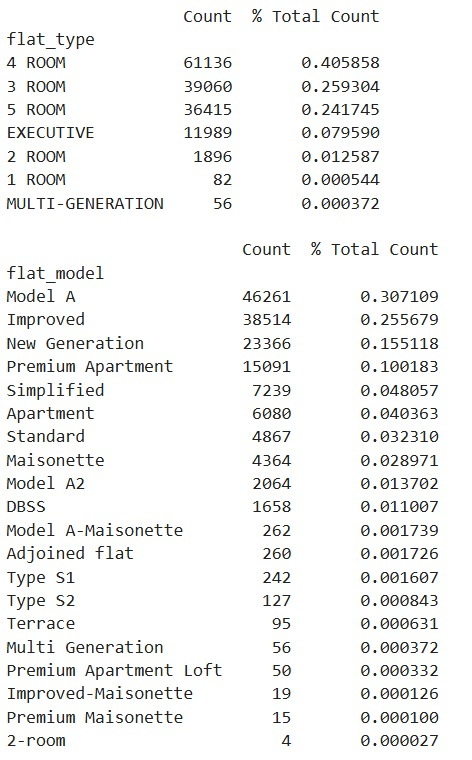 Count % Total Count
flat_type
4 ROOM 61136 0.405858
3 ROOM 39060 0.259304
5 ROOM 36415 0.241745
EXECUTIVE 11989 0.079590
2 ROOM 1896 0.012587
1 ROOM 82 0.000544
MULTI-GENERATION 56 0.000372
Count % Total Count
flat_model
Model A 46261 0.307109
Improved 38514 0.255679
New Generation 23366 0.155118
Premium Apartment 15091 0.100183
Simplified 7239 0.048057
Apartment 6080 0.040363
Standard 4867 0.032310
Maisonette 4364 0.028971
Model A2 2064 0.013702
DBSS 1658 0.011007
Model A-Maisonette 262 0.001739
Adjoined flat 260 0.001726
Type S1 242 0.001607
Type S2 127 0.000843
Terrace 95 0.000631
Multi Generation 56 0.000372
Premium Apartment Loft 50 0.000332
Improved-Maisonette 19 0.000126
Premium Maisonette 15 0.000100
2-room 4 0.000027